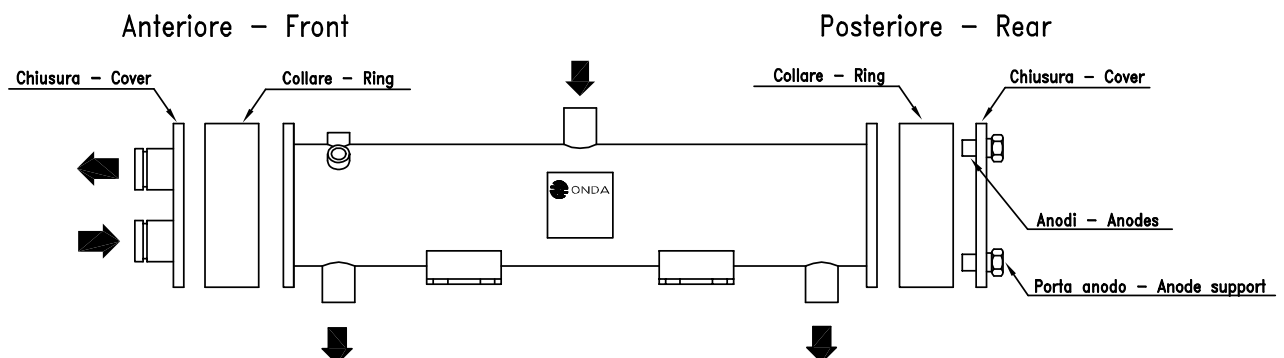 Anteriore - Front
Posteriore - Rear
Chiusura - Cover
Collare - Ring
Collare - Ring
Chiusura - Cover
ONDA
Anodi - Anodes
Porta anodo - Anode support